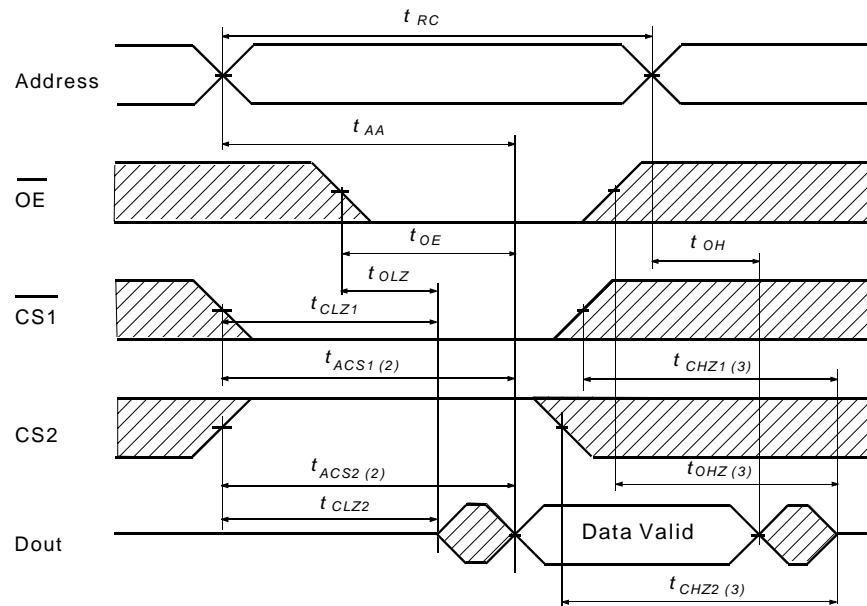 t RC
Address
t AA
OE
t OE
t OH
t OLZ
CS1
t CLZ1
t ACS1 (2)
t CHZ1 (3)
CS2
t ACS2 (2)
t OHZ (3)
t CLZ2
Dout
Data Valid
t CHZ2 (3)